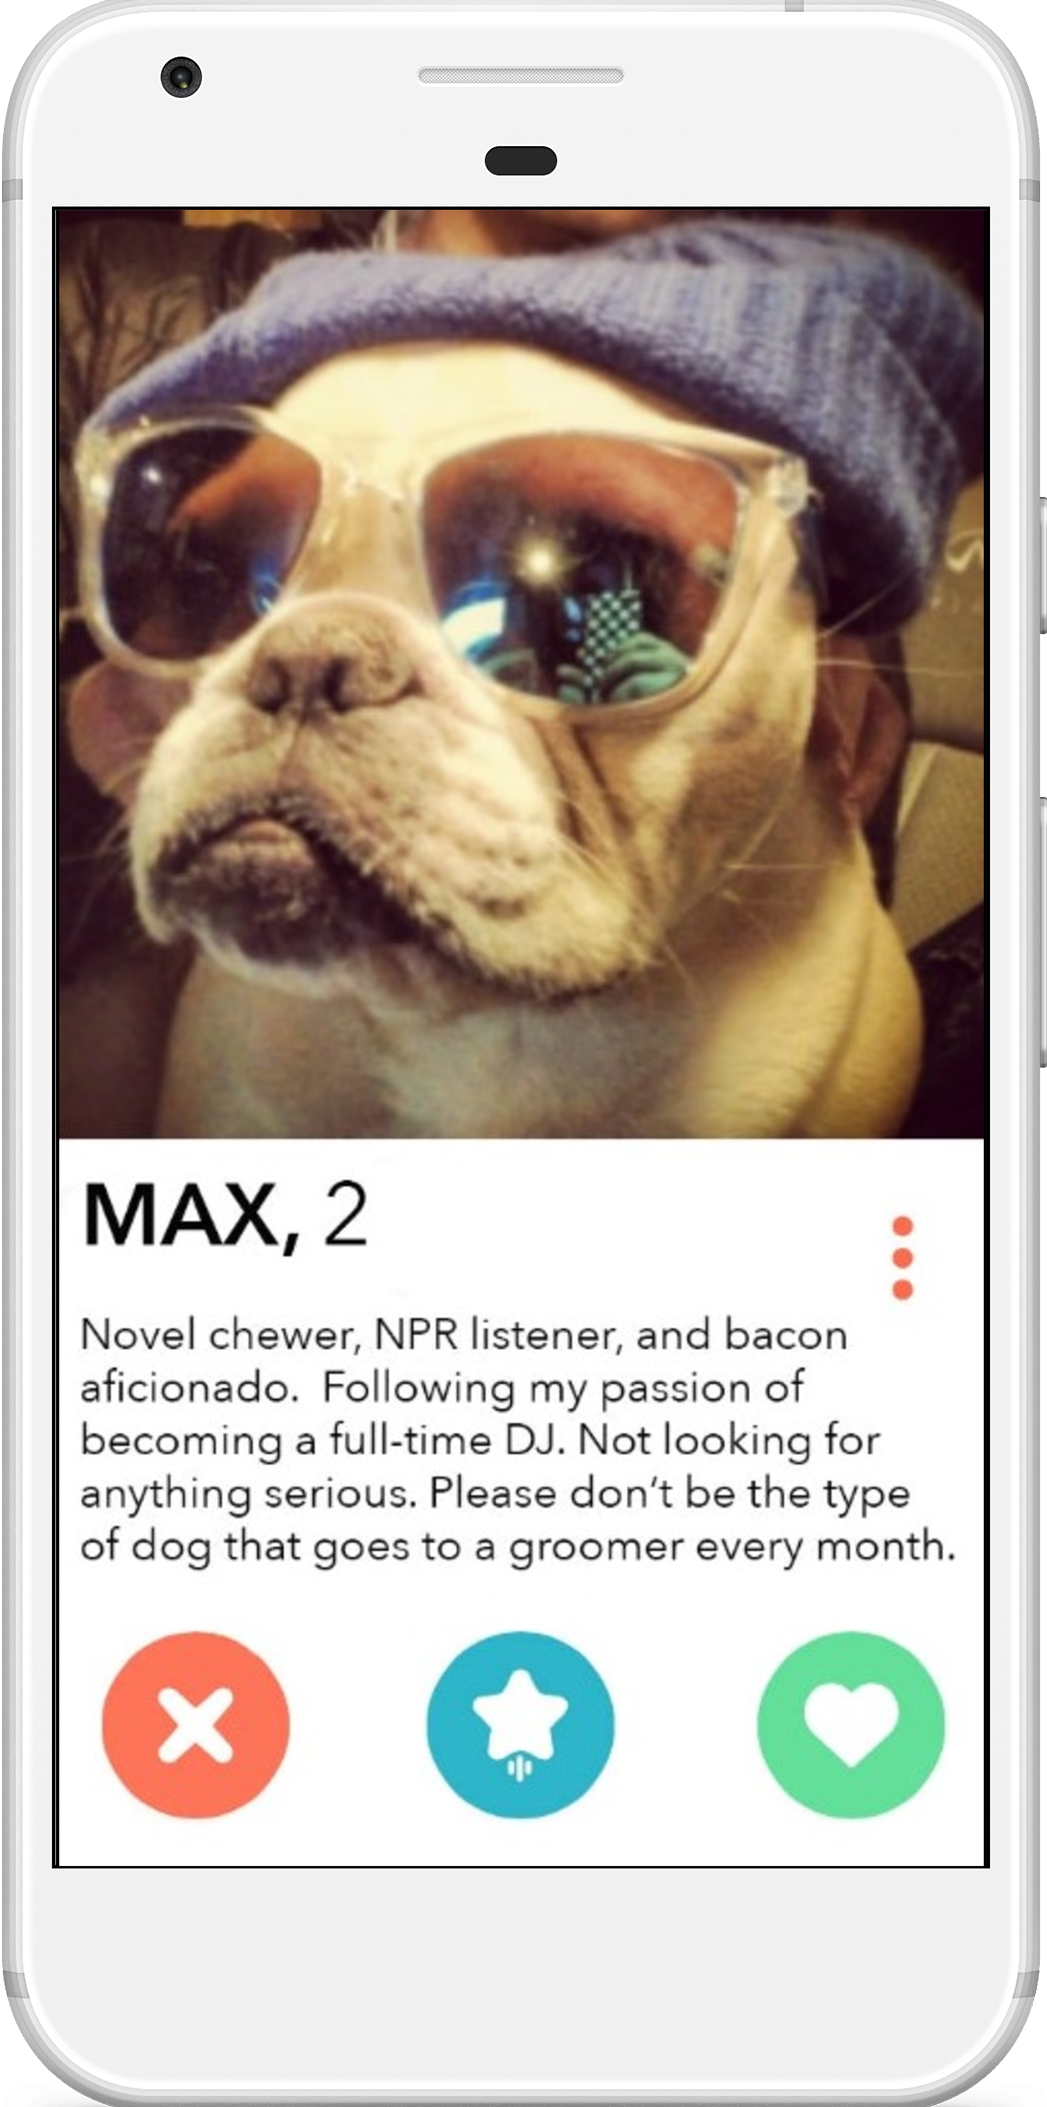 MAX, 2
Novel chewer, NPR listener, and bacon
aficionado.  Following my passion of
becoming a full-time DJ. Not looking for
anything serious. Please don’t be the type
of dog that goes to a groomer every month.